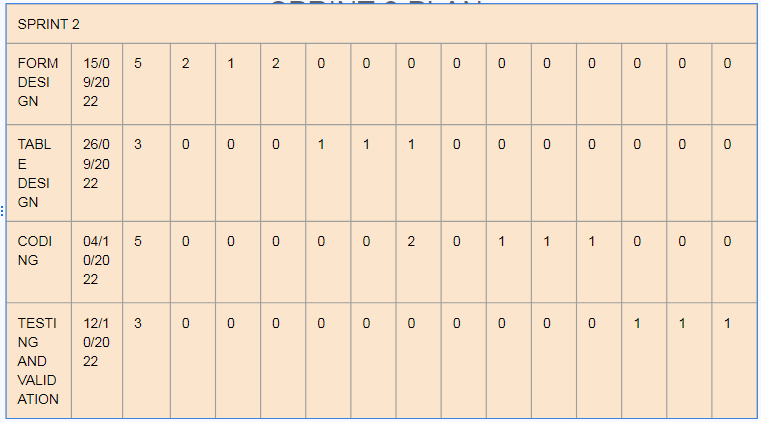 SPRINT 2
FORM DESIGN 15/09/2022 5 2 1 2 0 0 0 0 0 0 0 0 0 0
TABLE DESIGN 26/09/2022 3 0 0 0 1 1 1 0 0 0 0 0 0 0
CODING 04/10/2022 5 0 0 0 0 0 2 0 1 1 1 0 0 0
TESTING AND VALIDATION 12/10/2022 3 0 0 0 0 0 0 0 0 0 0 1 1 1